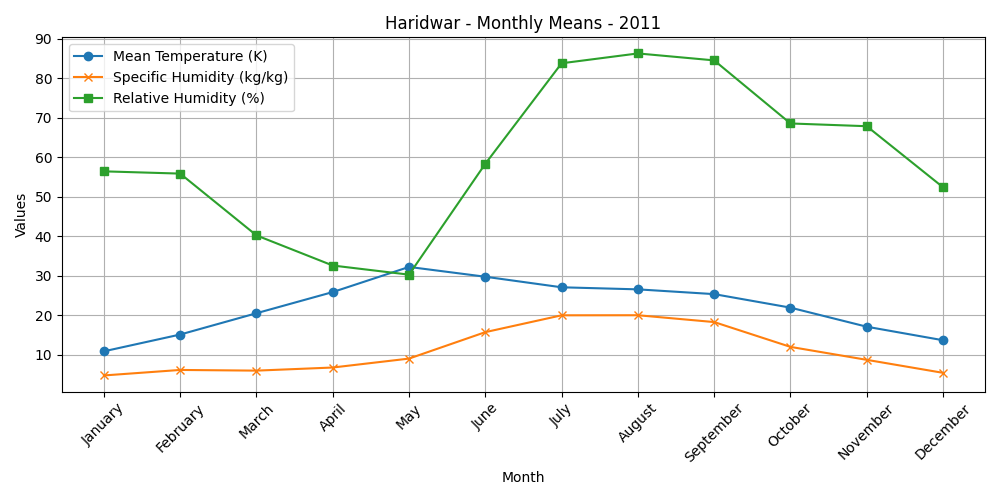 Haridwar - Monthly Means - 2011
Mean Temperature (K)
Specific Humidity (kg/kg)
Relative Humidity (%)
Values
90
80
70
60
50
40
30
20
10
January
February
March
April
May
June
July
August
September
October
November
December
Month